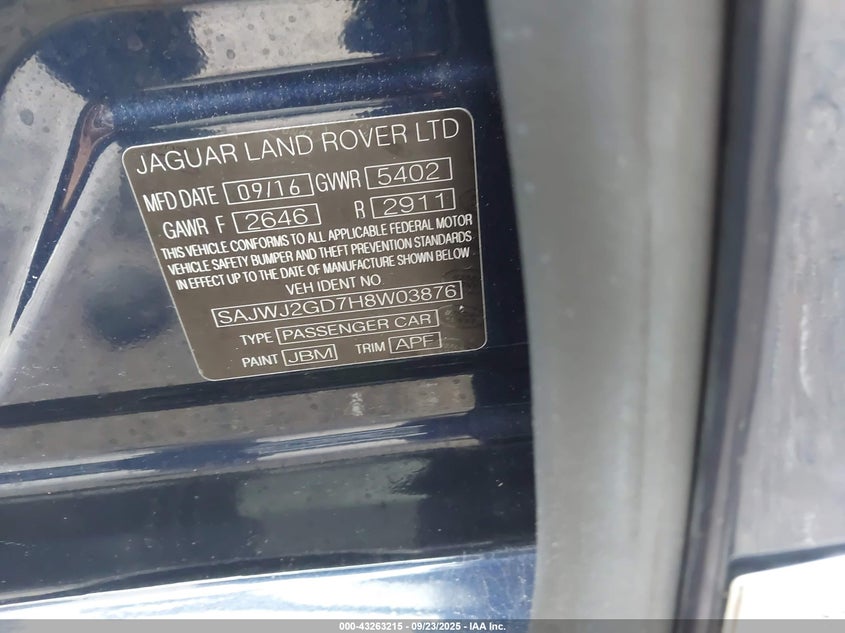 JAGUAR LAND ROVER LTD
MFD DATE 09/16 GVWR 5402
GAWR F 2646 R 2911
THIS VEHICLE CONFORMS TO ALL APPLICABLE FEDERAL MOTOR
VEHICLE SAFETY BUMPER AND THEFT PREVENTION STANDARDS
IN EFFECT UP TO THE DATE OF MANUFACTURE SHOWN BELOW
VEH IDENT NO
SAJWJ2GD7H8W03876
TYPE PASSENGER CAR
PAINT JBM TRIM APF
000-43263215 - 09/23/2025 - IAA Inc.